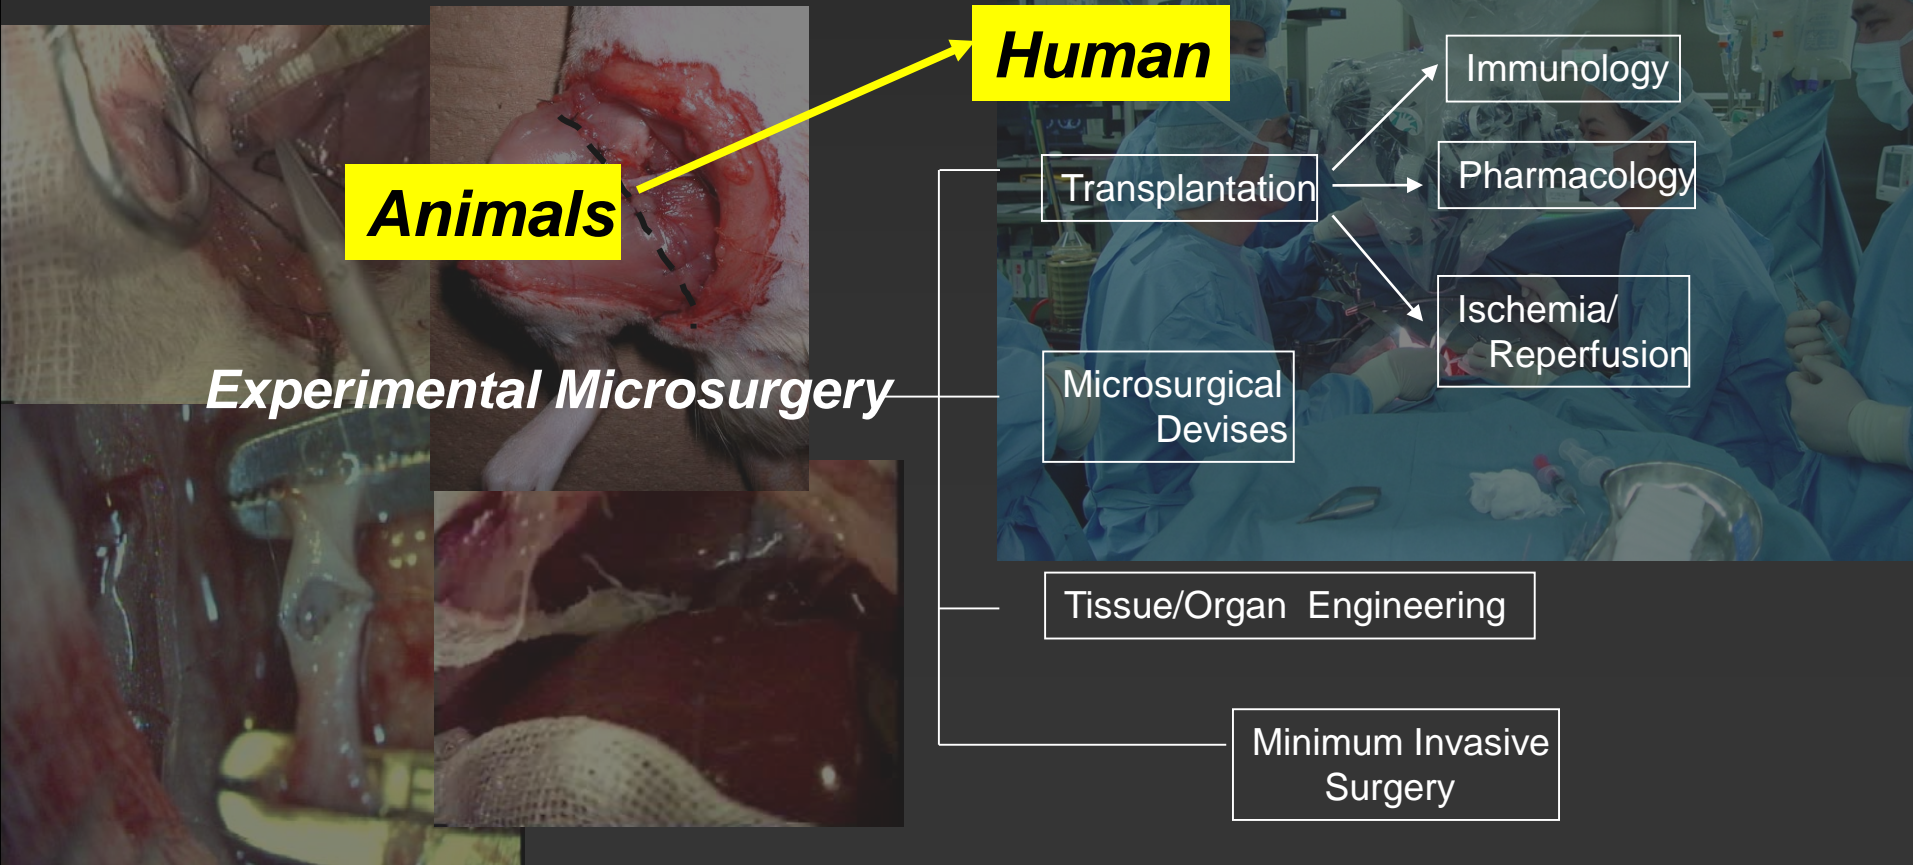 Human
Animals
Experimental Microsurgery
Transplantation
Immunology
Pharmacology
Ischemia/
Reperfusion
Microsurgical
Devises
Tissue/Organ Engineering
Minimum Invasive
Surgery